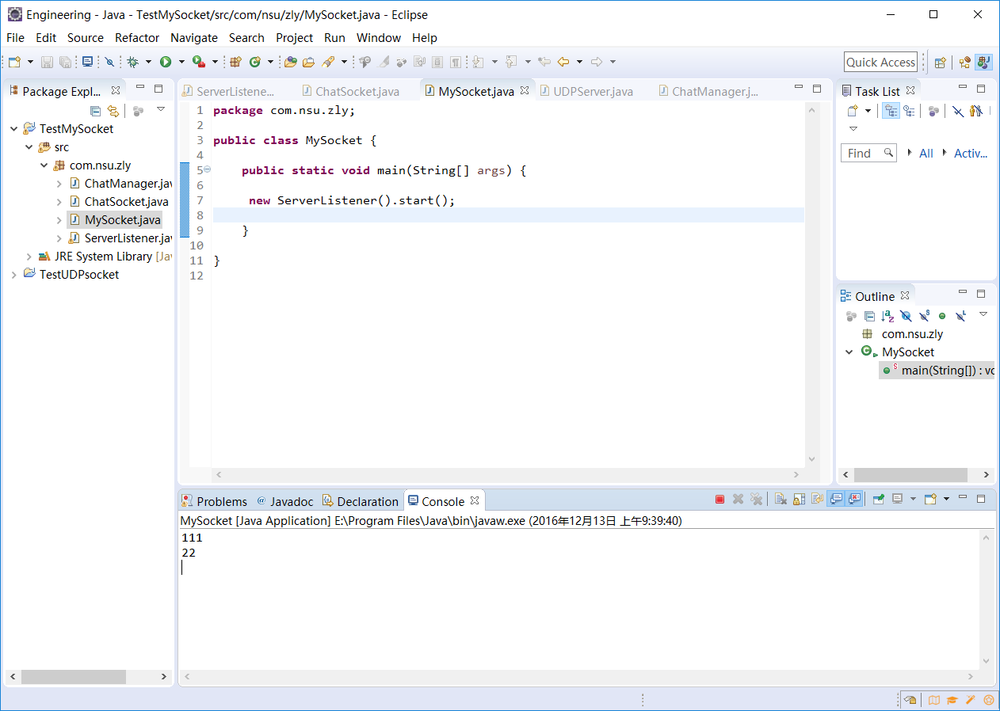 Engineering - Java - TestMySocket/src/com/nsu/zly/MySocket.java - Eclipse
File Edit Source Refactor Navigate Search Project Run Window Help
Quick Access
Package Expl...
TestMySocket
src
com.nsu.zly
ChatManager.jav
ChatSocket.java
MySocket.java
ServerListener.jav
JRE System Library [Jav
TestUDPsocket
ServerListene... ChatSocket.java MySocket.java UDPServer.java ChatManager.j...
1 package com.nsu.zly;
2
3 public class MySocket {
4
5     public static void main(String[] args) {
6
7      new ServerListener().start();
8
9     }
10
11 }
12
Task List
Find All Activ...
Outline
com.nsu.zly
MySocket
main(String[]) : vo
Problems @ Javadoc Declaration Console
MySocket [Java Application] E:\Program Files\Java\bin\javaw.exe (2016年12月13日 上午9:39:40)
111
22